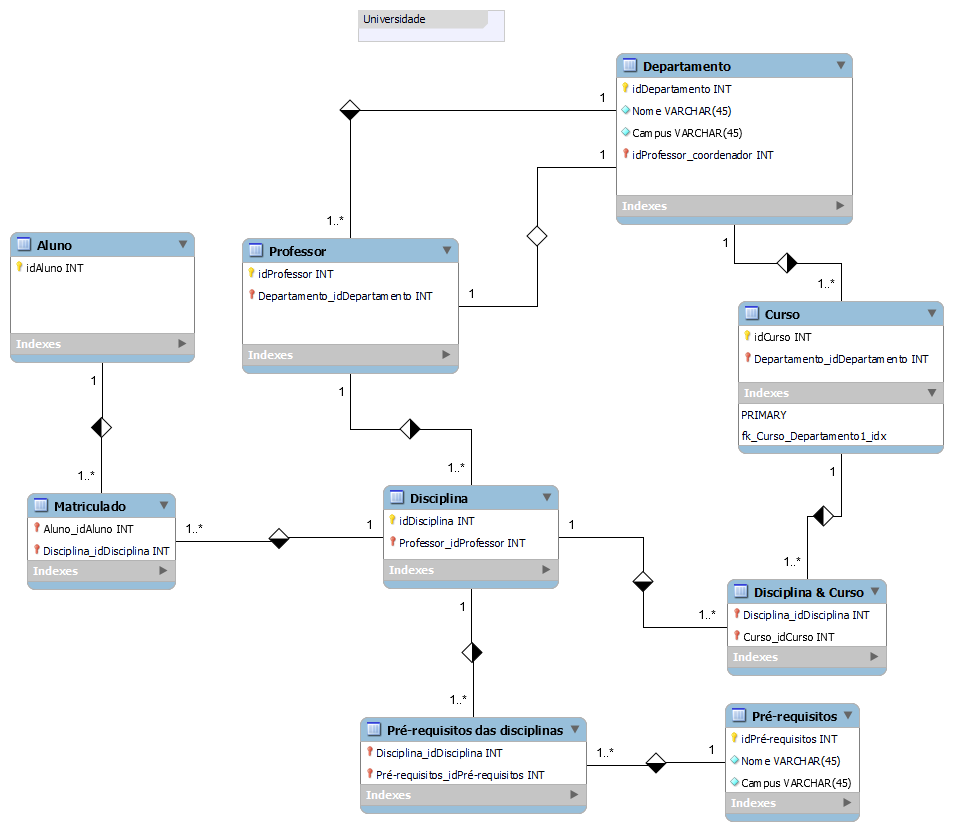 Universidade
Departamento
idDepartamento INT
Nome VARCHAR(45)
Campus VARCHAR(45)
idProfessor_coordenador INT
Indexes
1
1
1..*
1
1
1..*
Aluno
idAluno INT
Indexes
Professor
idProfessor INT
Departamento_idDepartamento INT
Indexes
1
Curso
idCurso INT
Departamento_idDepartamento INT
Indexes
PRIMARY
fk_Curso_Departamento1_idx
1
1..*
1
1..*
1
1..*
Matriculado
Aluno_idAluno INT
Disciplina_idDisciplina INT
Indexes
1..*
1
Disciplina
idDisciplina INT
Professor_idProfessor INT
Indexes
1
1..*
Disciplina & Curso
Disciplina_idDisciplina INT
Curso_idCurso INT
Indexes
1
1..*
Pré-requisitos das disciplinas
Disciplina_idDisciplina INT
Pré-requisitos_idPré-requisitos INT
Indexes
1..*
1
Pré-requisitos
idPré-requisitos INT
Nome VARCHAR(45)
Campus VARCHAR(45)
Indexes